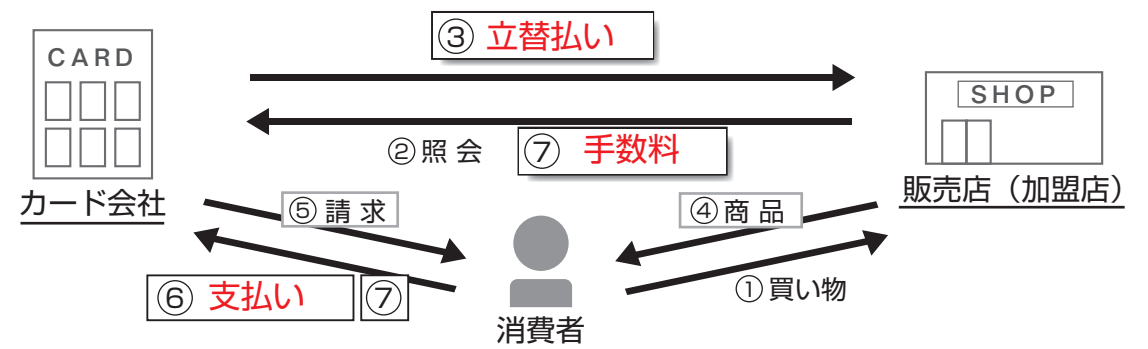 ③ 立替払い
CARD
SHOP
② 照会
⑦ 手数料
カード会社
販売店（加盟店）
⑤ 請求
④ 商品
⑥ 支払い
⑦
① 買い物
消費者